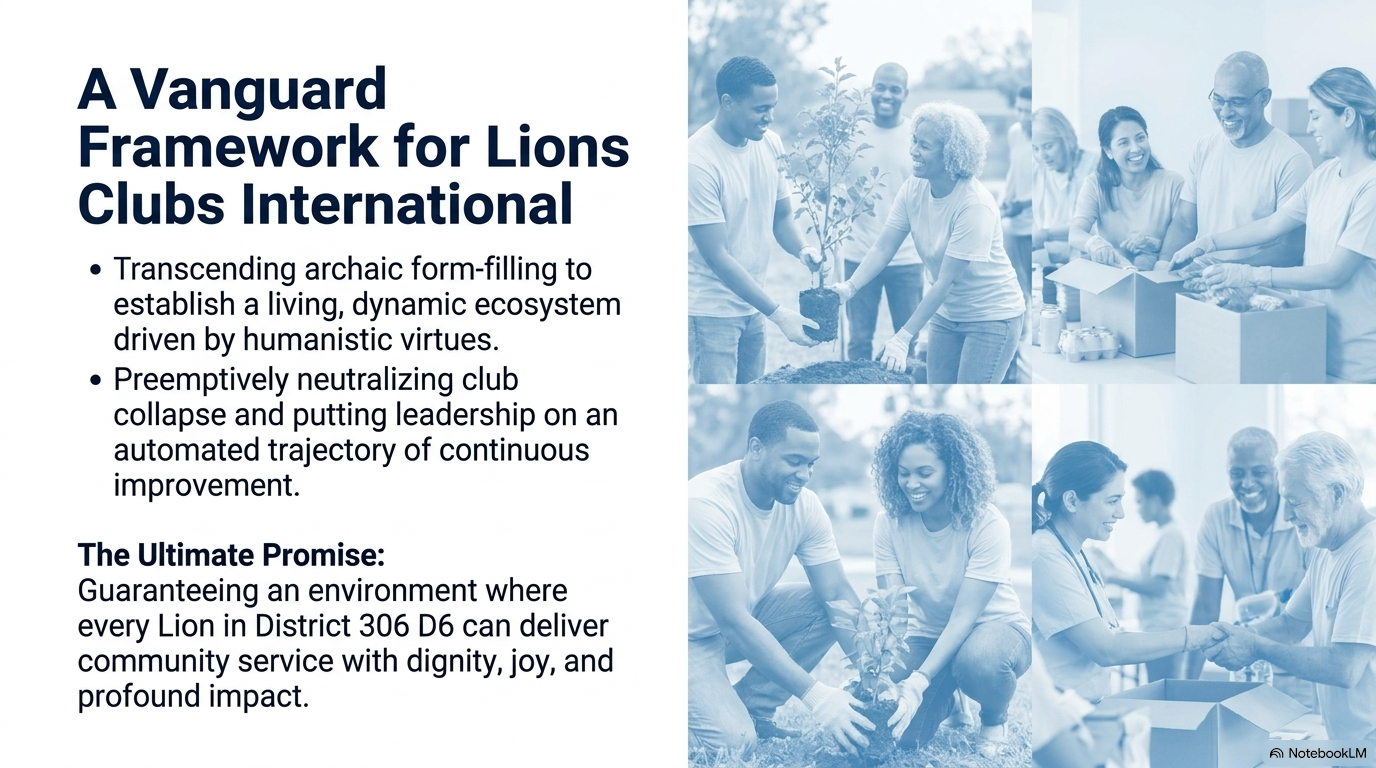 A Vanguard
Framework for Lions
Clubs International
• Transcending archaic form-filling to
establish a living, dynamic ecosystem
driven by humanistic virtues.
• Preemptively neutralizing club
collapse and putting leadership on an
automated trajectory of continuous
improvement.
The Ultimate Promise:
Guaranteeing an environment where
every Lion in District 306 D6 can deliver
community service with dignity, joy, and
profound impact.
NotebookLM